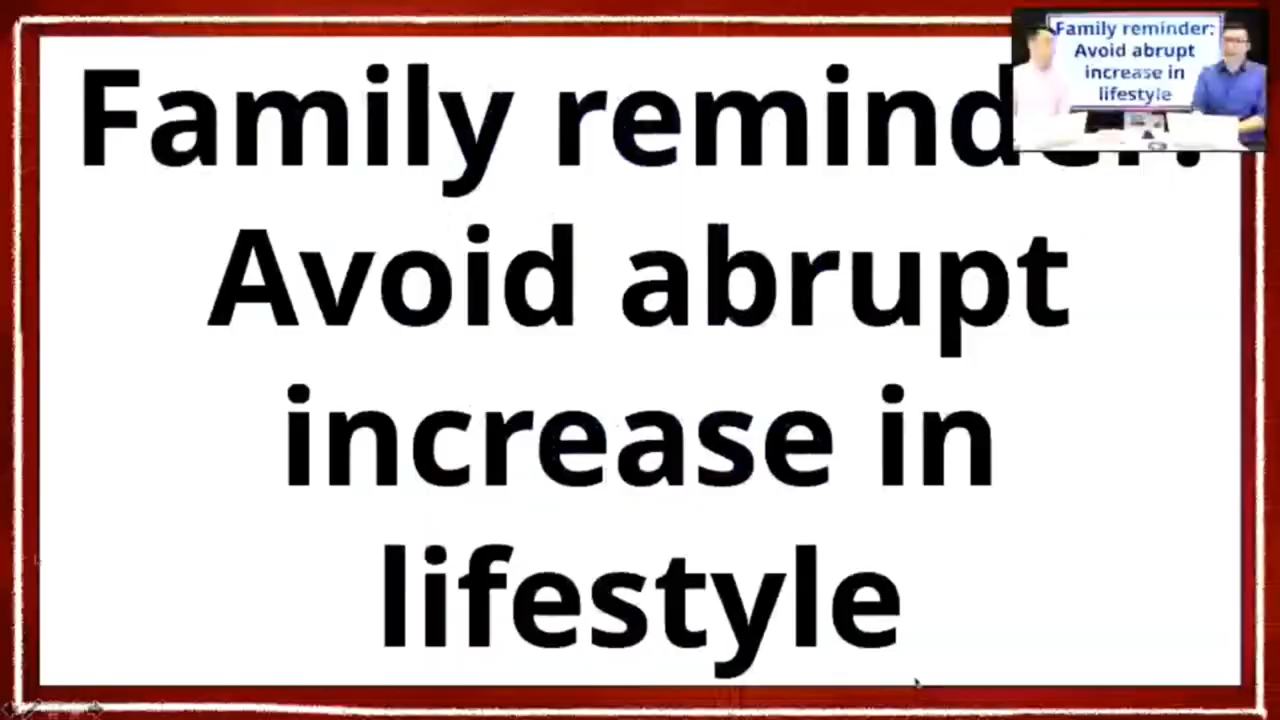 Family reminder:
Avoid abrupt
increase in
lifestyle
Family reminder:
Avoid abrupt
increase in
lifestyle